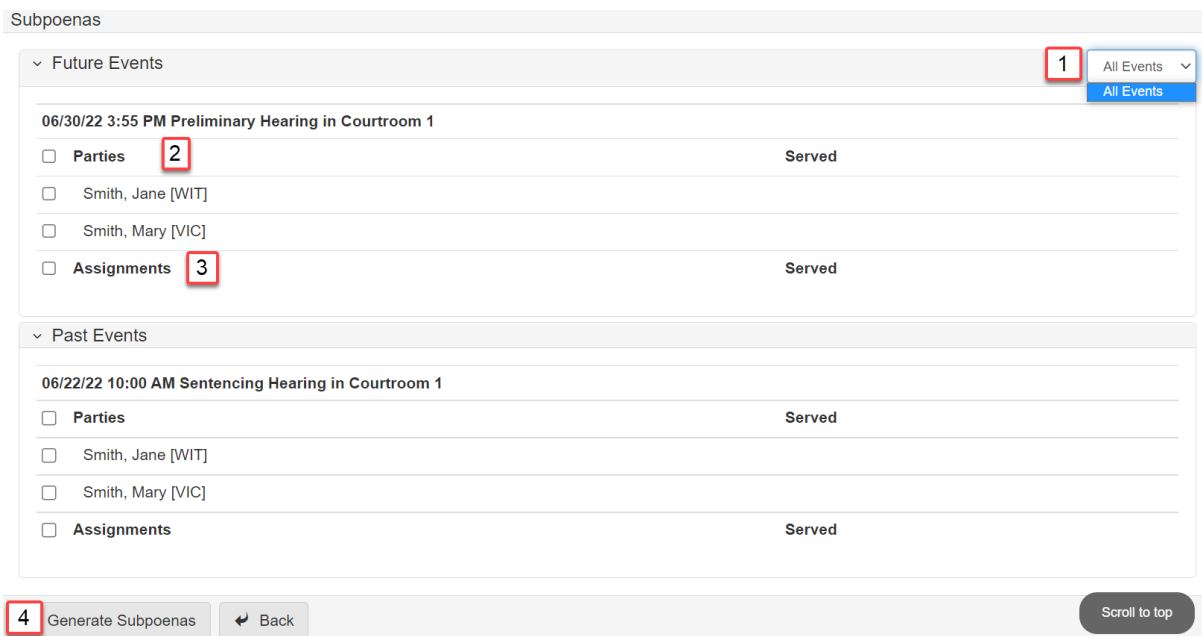 Subpoenas
Future Events
1 All Events
All Events
06/30/22 3:55 PM Preliminary Hearing in Courtroom 1
Parties 2 Served
Smith, Jane [WIT]
Smith, Mary [VIC]
Assignments 3 Served
Past Events
06/22/22 10:00 AM Sentencing Hearing in Courtroom 1
Parties Served
Smith, Jane [WIT]
Smith, Mary [VIC]
Assignments Served
4 Generate Subpoenas Back Scroll to top